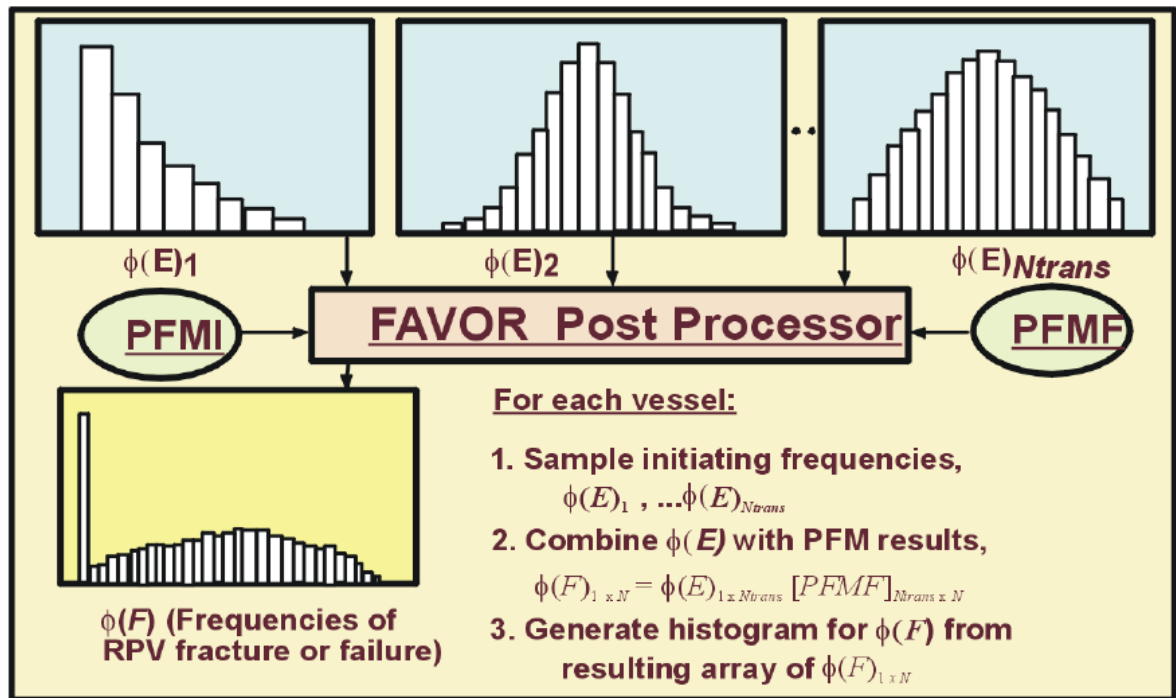 ϕ(E)1
ϕ(E)2
..
ϕ(E)Ntrans
PFMI
FAVOR Post Processor
PFMF
For each vessel:
1. Sample initiating frequencies,
ϕ(E)1 , ...ϕ(E)Ntrans
2. Combine ϕ(E) with PFM results,
ϕ(F)1 x N = ϕ(E)1 x Ntrans [PFMF]Ntrans x N
3. Generate histogram for ϕ(F) from
resulting array of ϕ(F)1 x N
ϕ(F) (Frequencies of
RPV fracture or failure)